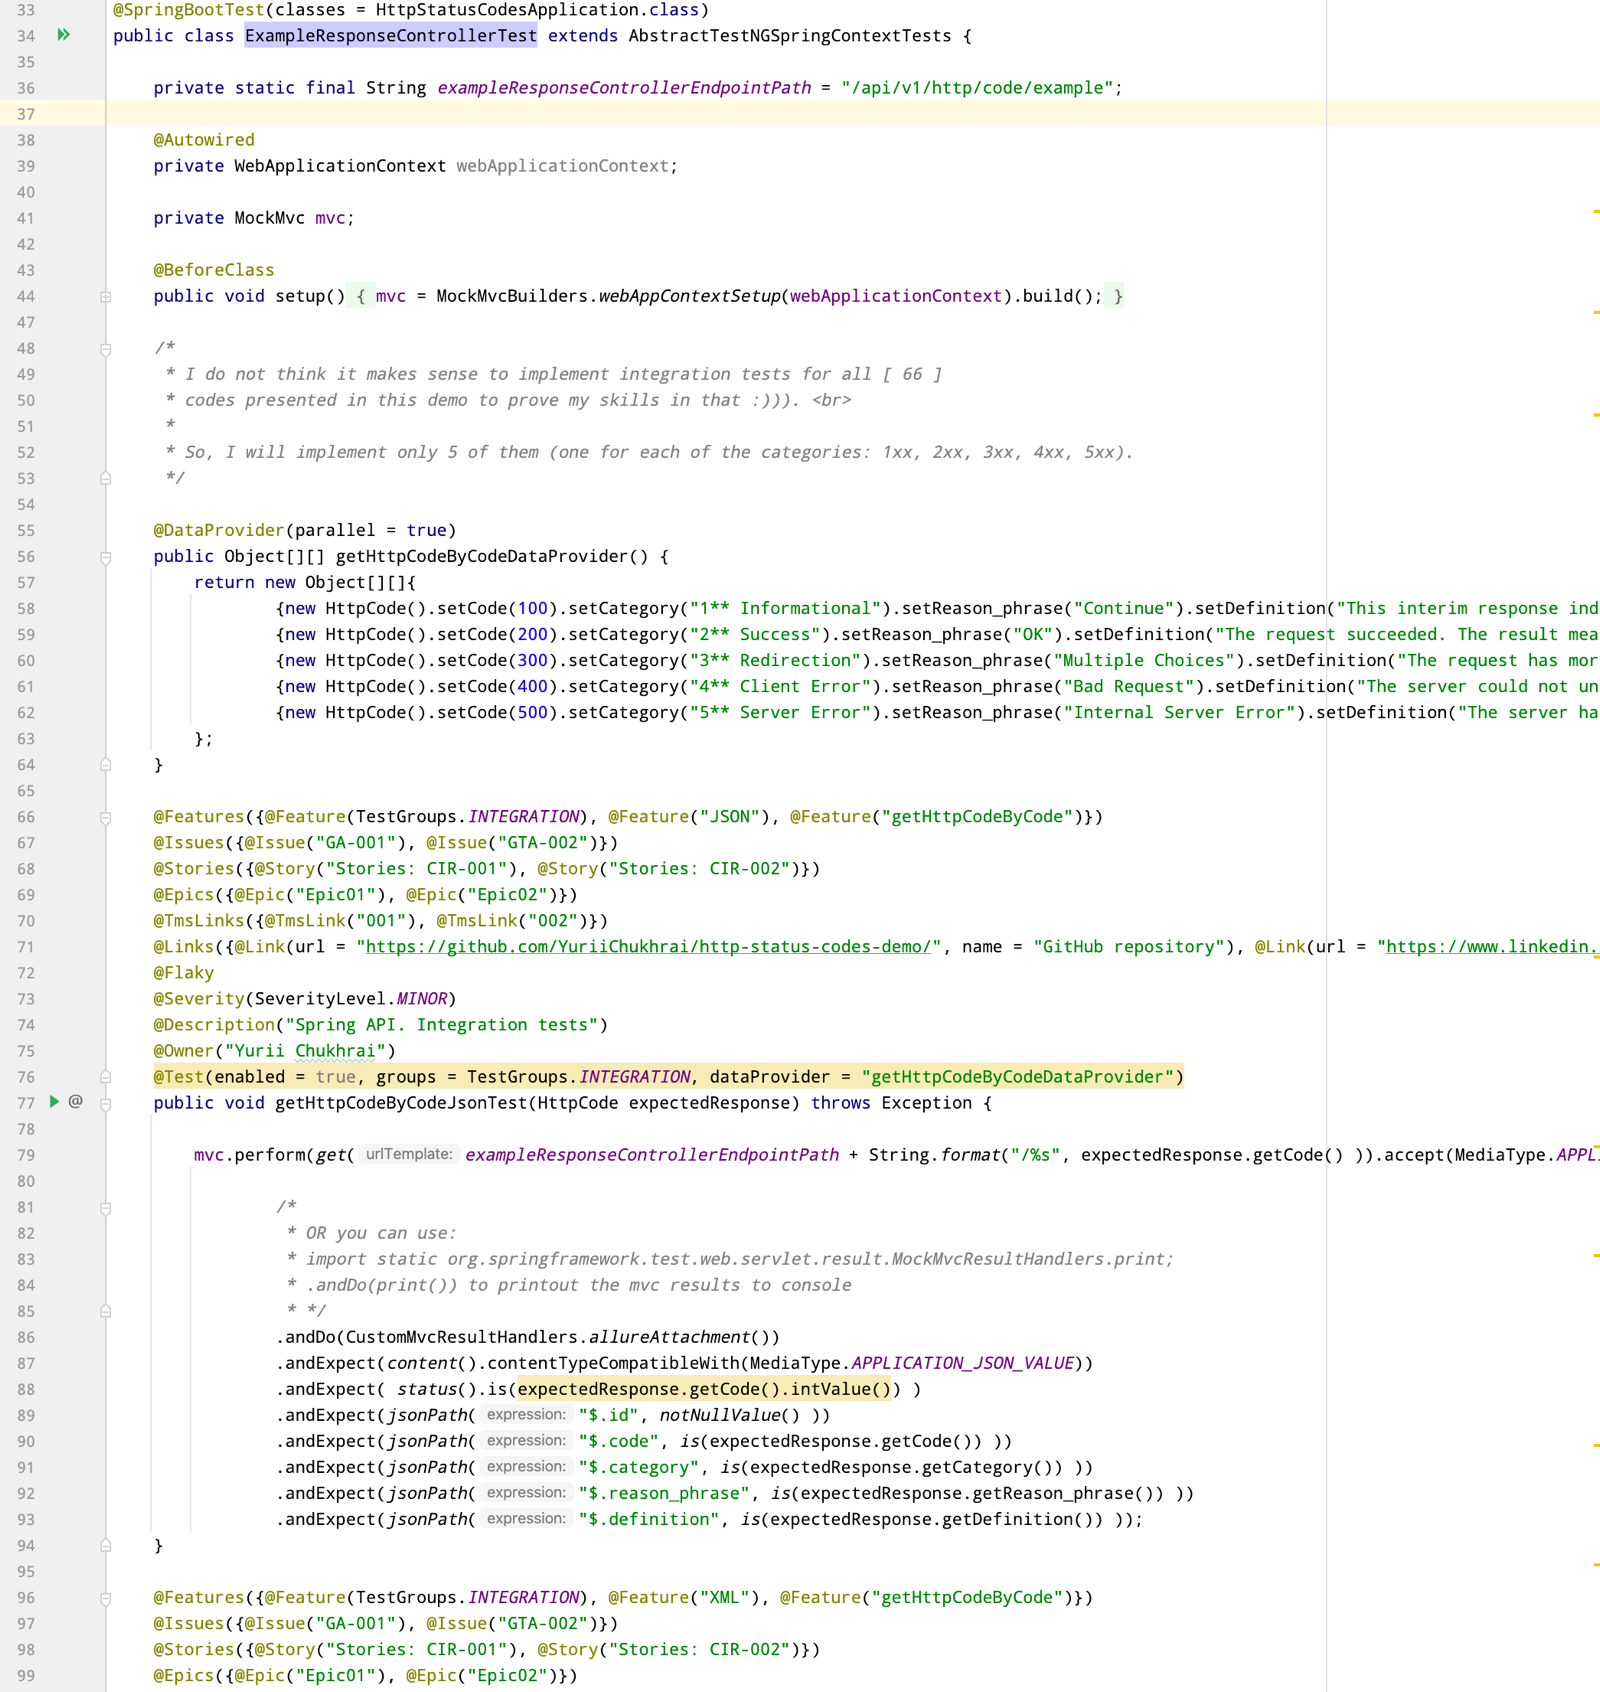 33 @SpringBootTest(classes = HttpStatusCodesApplication.class)
34 public class ExampleResponseControllerTest extends AbstractTestNGSpringContextTests {
35
36 private static final String exampleResponseControllerEndpointPath = "/api/v1/http/code/example";
37
38 @Autowired
39 private WebApplicationContext webApplicationContext;
40
41 private MockMvc mvc;
42
43 @BeforeClass
44 public void setup() { mvc = MockMvcBuilders.webAppContextSetup(webApplicationContext).build(); }
47
48 /*
49 * I do not think it makes sense to implement integration tests for all [ 66 ]
50 * codes presented in this demo to prove my skills in that :))). <br>
51 *
52 * So, I will implement only 5 of them (one for each of the categories: 1xx, 2xx, 3xx, 4xx, 5xx).
53 */
54
55 @DataProvider(parallel = true)
56 public Object[][] getHttpCodeByCodeDataProvider() {
57 return new Object[][]{
58 {new HttpCode().setCode(100).setCategory("1** Informational").setReason_phrase("Continue").setDefinition("This interim response ind
59 {new HttpCode().setCode(200).setCategory("2** Success").setReason_phrase("OK").setDefinition("The request succeeded. The result mea
60 {new HttpCode().setCode(300).setCategory("3** Redirection").setReason_phrase("Multiple Choices").setDefinition("The request has mor
61 {new HttpCode().setCode(400).setCategory("4** Client Error").setReason_phrase("Bad Request").setDefinition("The server could not un
62 {new HttpCode().setCode(500).setCategory("5** Server Error").setReason_phrase("Internal Server Error").setDefinition("The server ha
63 };
64 }
65
66 @Features({@Feature(TestGroups.INTEGRATION), @Feature("JSON"), @Feature("getHttpCodeByCode")})
67 @Issues({@Issue("GA-001"), @Issue("GTA-002")})
68 @Stories({@Story("Stories: CIR-001"), @Story("Stories: CIR-002")})
69 @Epics({@Epic("Epic01"), @Epic("Epic02")})
70 @TmsLinks({@TmsLink("001"), @TmsLink("002")})
71 @Links({@Link(url = "https://github.com/YuriiChukhrai/http-status-codes-demo/", name = "GitHub repository"), @Link(url = "https://www.linkedin.
72 @Flaky
73 @Severity(SeverityLevel.MINOR)
74 @Description("Spring API. Integration tests")
75 @Owner("Yurii Chukhrai")
76 @Test(enabled = true, groups = TestGroups.INTEGRATION, dataProvider = "getHttpCodeByCodeDataProvider")
77 @ public void getHttpCodeByCodeJsonTest(HttpCode expectedResponse) throws Exception {
78
79 mvc.perform(get( urlTemplate: exampleResponseControllerEndpointPath + String.format("/%s", expectedResponse.getCode() )).accept(MediaType.APPL
80
81 /*
82 * OR you can use:
83 * import static org.springframework.test.web.servlet.result.MockMvcResultHandlers.print;
84 * .andDo(print()) to printout the mvc results to console
85 * */
86 .andDo(CustomMvcResultHandlers.allureAttachment())
87 .andExpect(content().contentTypeCompatibleWith(MediaType.APPLICATION_JSON_VALUE))
88 .andExpect( status().is(expectedResponse.getCode().intValue()) )
89 .andExpect(jsonPath( expression: "$.id", notNullValue() ))
90 .andExpect(jsonPath( expression: "$.code", is(expectedResponse.getCode()) ))
91 .andExpect(jsonPath( expression: "$.category", is(expectedResponse.getCategory()) ))
92 .andExpect(jsonPath( expression: "$.reason_phrase", is(expectedResponse.getReason_phrase()) ))
93 .andExpect(jsonPath( expression: "$.definition", is(expectedResponse.getDefinition()) ));
94 }
95
96 @Features({@Feature(TestGroups.INTEGRATION), @Feature("XML"), @Feature("getHttpCodeByCode")})
97 @Issues({@Issue("GA-001"), @Issue("GTA-002")})
98 @Stories({@Story("Stories: CIR-001"), @Story("Stories: CIR-002")})
99 @Epics({@Epic("Epic01"), @Epic("Epic02")})